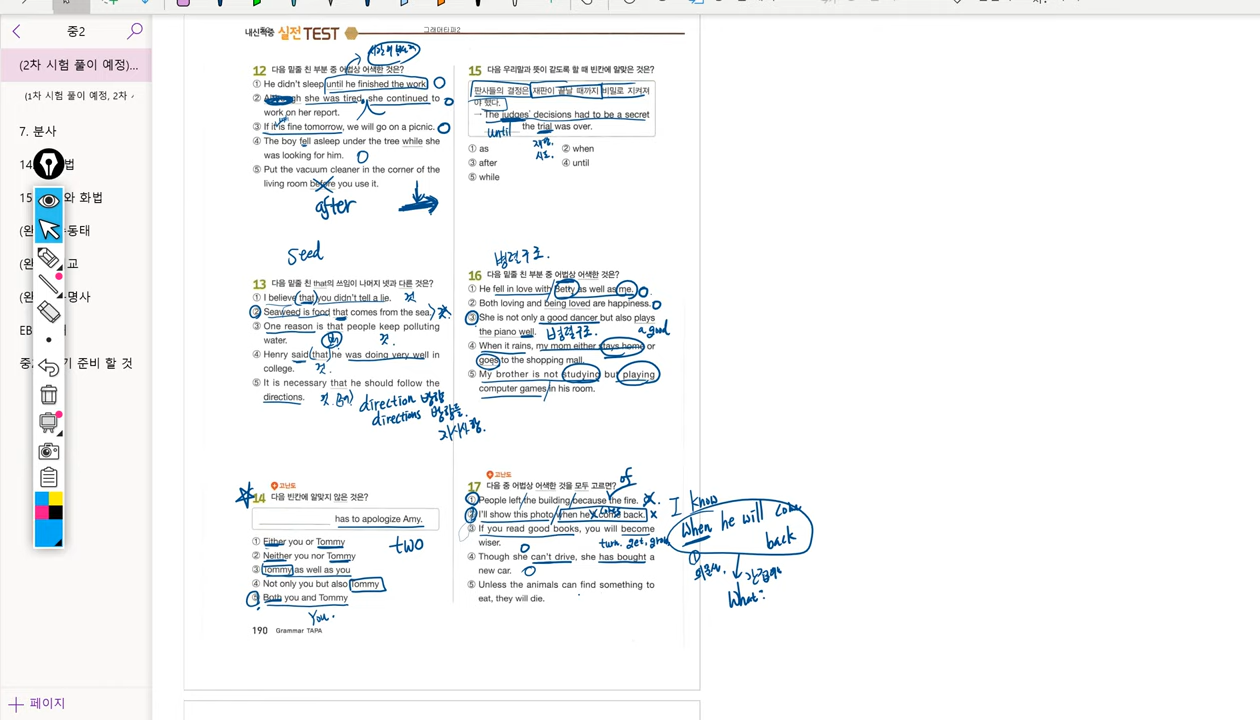 중2
(2차 시험 풀이 예정)...
(1차 시험 풀이 예정, 2차
7. 분사
내신적중 실전 TEST
그래머타파2
12 다음 밑줄 친 부분 중 어법상 어색한 것은?
① He didn't sleep until he finished the work.
② Although she was tired, she continued to
work on her report.
③ If it is fine tomorrow, we will go on a picnic.
④ The boy fell asleep under the tree while she
was looking for him.
⑤ Put the vacuum cleaner in the corner of the
living room before you use it.
after
seed
13 다음 밑줄 친 that의 쓰임이 나머지 넷과 다른 것은?
① I believe that you didn't tell a lie. 것
② Seaweed is food that comes from the sea.
③ One reason is that people keep polluting
water. 것.
④ Henry said that he was doing very well in
college. 것.
⑤ It is necessary that he should follow the
directions.
direction 방향
directions 방향들.
지시사항.
고난도
14 다음 빈칸에 알맞지 않은 것은?
has to apologize Amy.
① Either you or Tommy
two
② Neither you nor Tommy
③ Tommy as well as you
④ Not only you but also Tommy
⑤ Both you and Tommy
You.
190 Grammar TAPA
15 다음 우리말과 뜻이 같도록 할 때 빈칸에 알맞은 것은?
판사들의 결정은 재판이 끝날 때까지 비밀로 지켜져
야 했다.
→ The judges' decisions had to be a secret
until the trial was over.
재판.
시도.
① as ② when
③ after ④ until
⑤ while
병렬구조.
16 다음 밑줄 친 부분 중 어법상 어색한 것은?
① He fell in love with Betty as well as me.
② Both loving and being loved are happiness.
③ She is not only a good dancer but also plays
the piano well. 병렬구조. a good
④ When it rains, my mom either stays home or
goes to the shopping mall.
⑤ My brother is not studying but playing
computer games in his room.
고난도
of
17 다음 중 어법상 어색한 것을 모두 고르면?
① People left the building because the fire.
② I'll show this photo when he'll come back.
③ If you read good books, you will become
wiser. turn. get, grow
④ Though she can't drive, she has bought a
new car.
⑤ Unless the animals can find something to
eat, they will die.
I know
When he will come
back
① 의문사.
What:
페이지